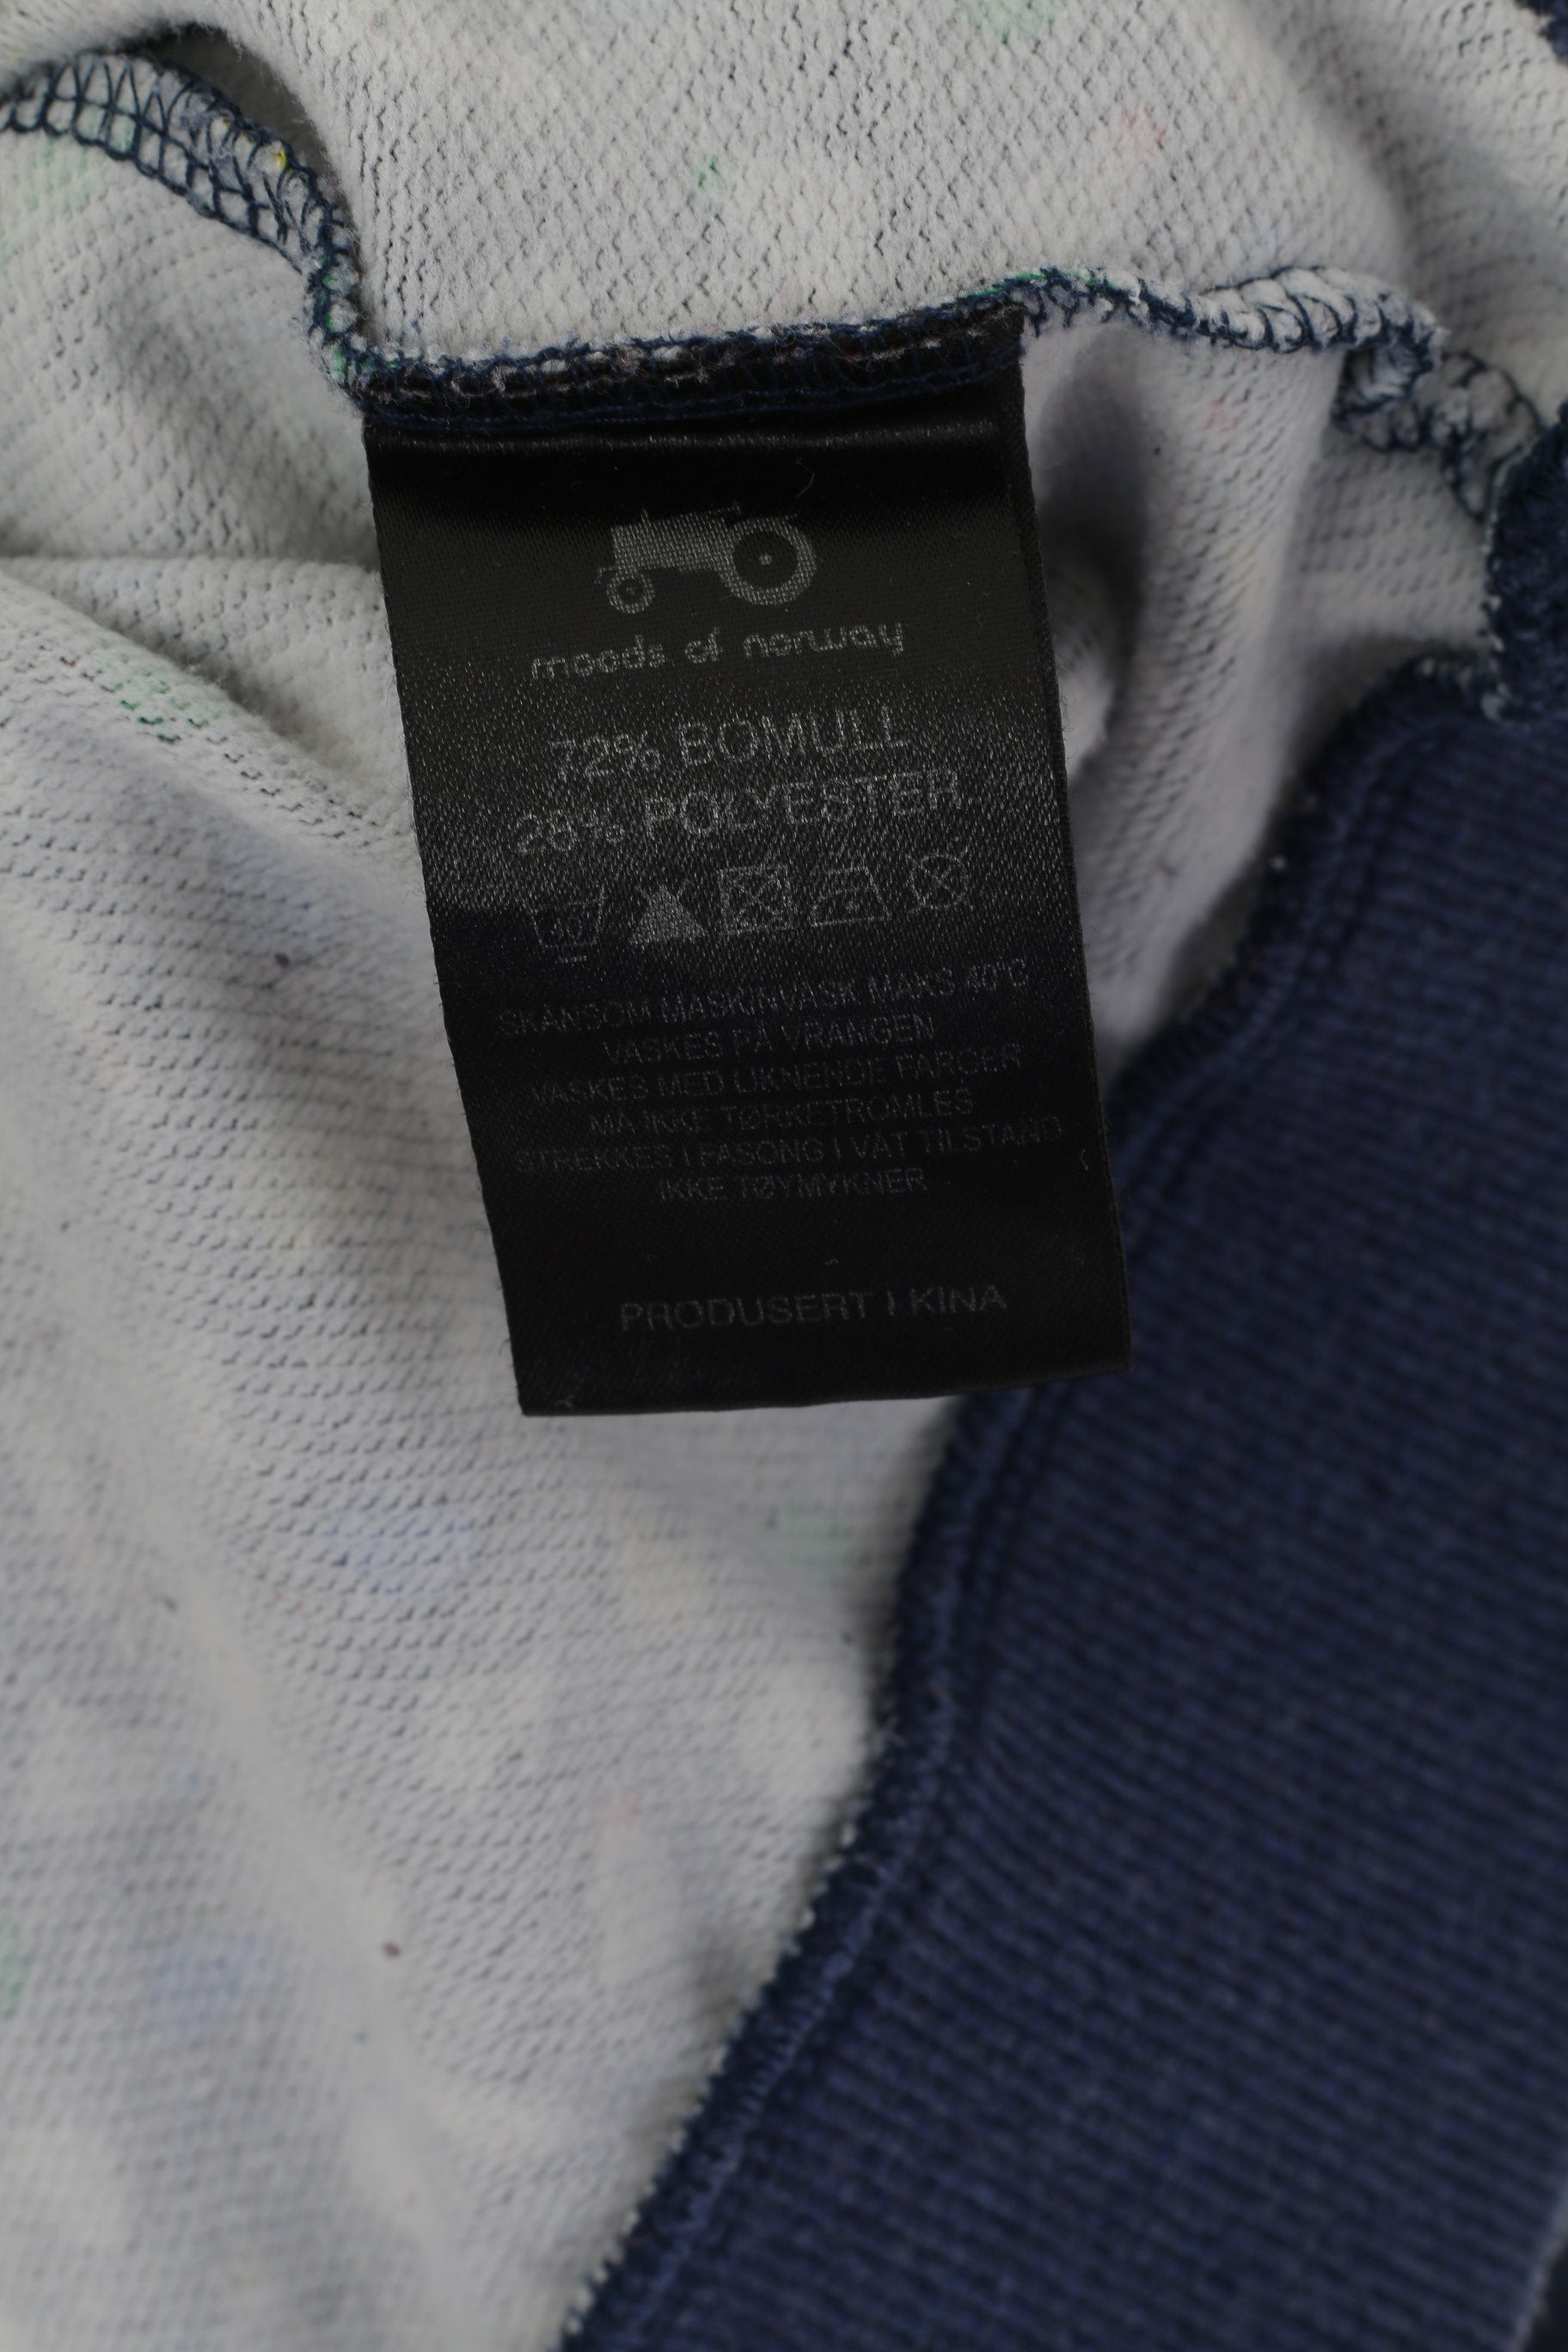 moods of norway
72% BOMULL
28% POLYESTER
40
SKÅNSOM MASKINVASK MAKS 40°C
VASKES PÅ VRANGEN
VASKES MED LIKNENDE FARGER
MÅ IKKE TØRKETROMLES
STREKKES I FASONG I VÅT TILSTAND
IKKE TØYMYKNER
PRODUSERT I KINA